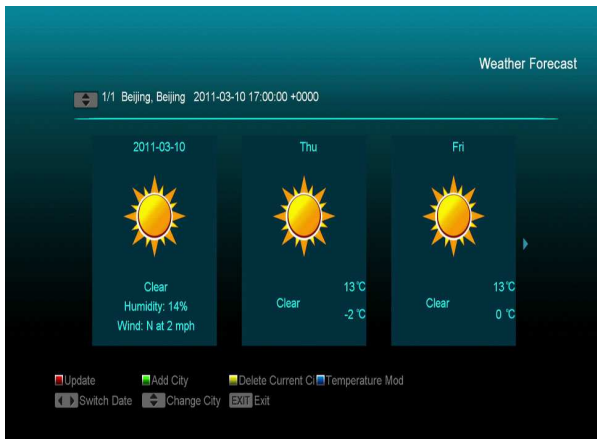 Weather Forecast
1/1 Beijing, Beijing 2011-03-10 17:00:00 +0000
2011-03-10
Clear
Humidity: 14%
Wind: N at 2 mph
Thu
13℃
Clear
-2 ℃
Fri
13℃
Clear
0 ℃
Update Add City Delete Current Ci Temperature Mod
Switch Date Change City EXIT Exit